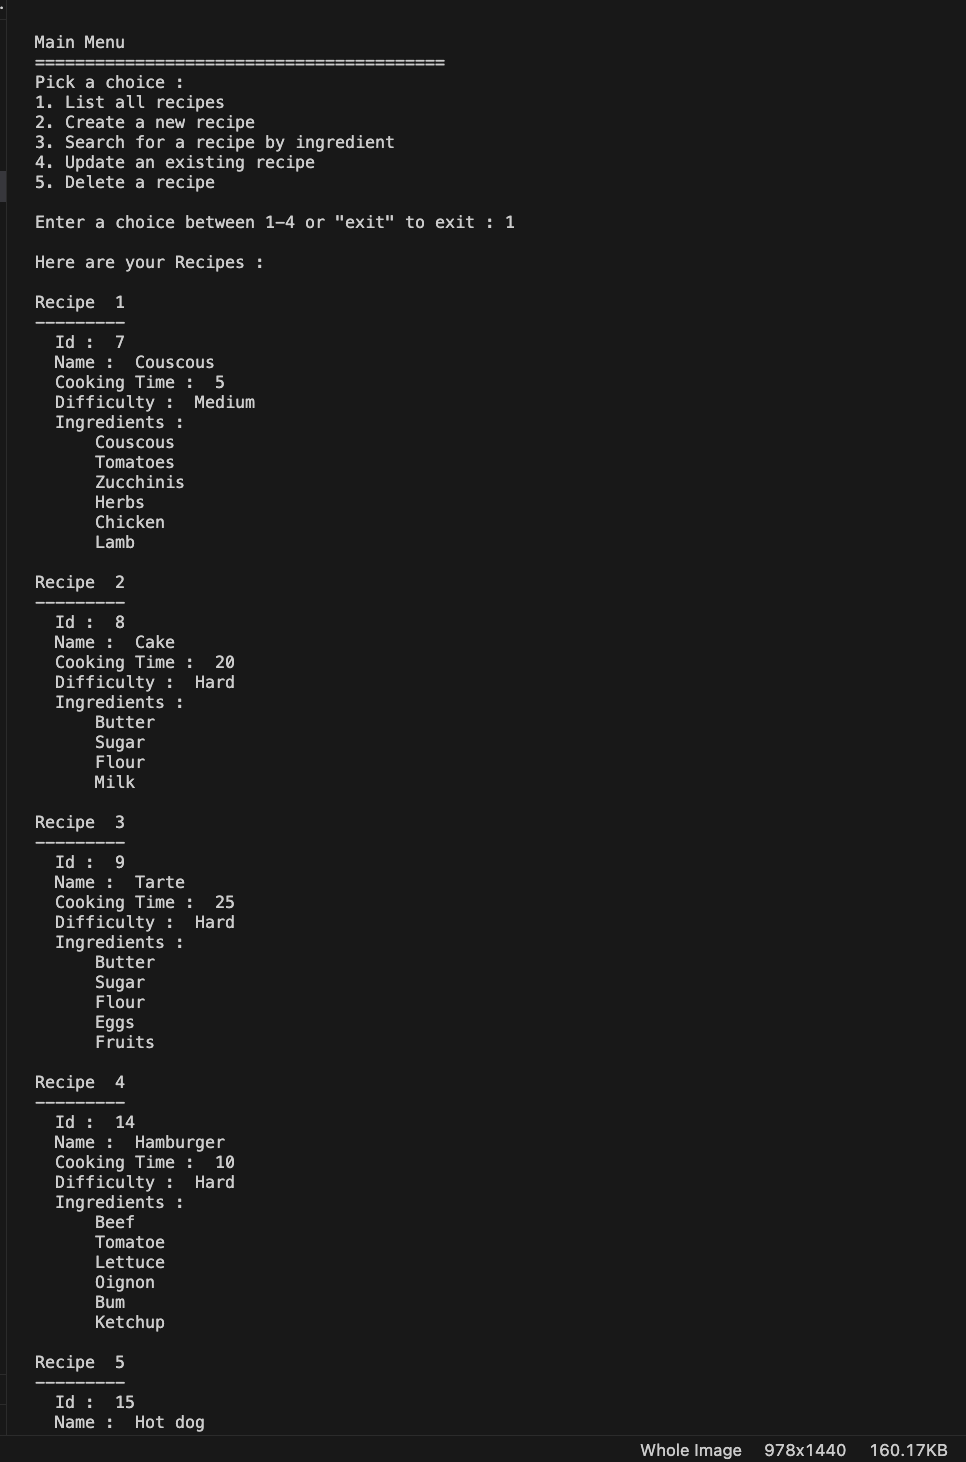 Main Menu
=========================================
Pick a choice :
1. List all recipes
2. Create a new recipe
3. Search for a recipe by ingredient
4. Update an existing recipe
5. Delete a recipe
Enter a choice between 1-4 or "exit" to exit : 1
Here are your Recipes :
Recipe  1
---------
Id :  7
Name :  Couscous
Cooking Time :  5
Difficulty :  Medium
Ingredients :
Couscous
Tomatoes
Zucchinis
Herbs
Chicken
Lamb
Recipe  2
---------
Id :  8
Name :  Cake
Cooking Time :  20
Difficulty :  Hard
Ingredients :
Butter
Sugar
Flour
Milk
Recipe  3
---------
Id :  9
Name :  Tarte
Cooking Time :  25
Difficulty :  Hard
Ingredients :
Butter
Sugar
Flour
Eggs
Fruits
Recipe  4
---------
Id :  14
Name :  Hamburger
Cooking Time :  10
Difficulty :  Hard
Ingredients :
Beef
Tomatoe
Lettuce
Oignon
Bum
Ketchup
Recipe  5
---------
Id :  15
Name :  Hot dog
Whole Image 978x1440 160.17KB